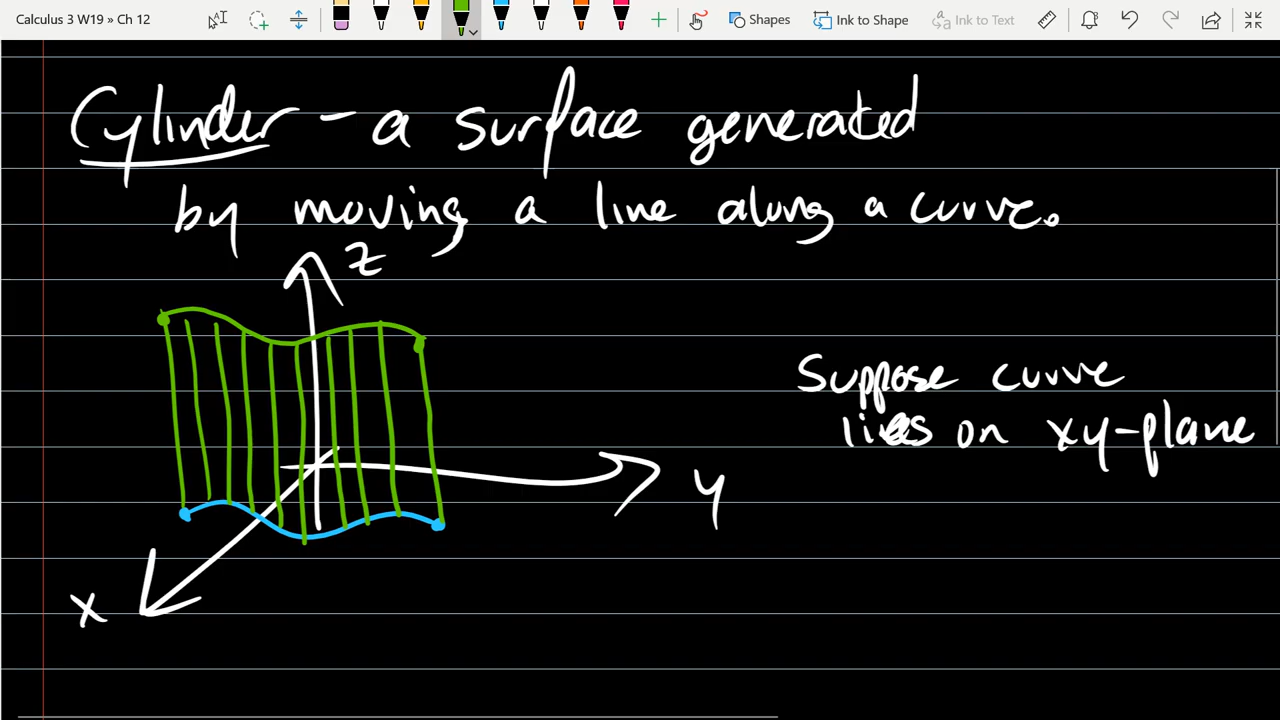 Calculus 3 W19 » Ch 12
Shapes
Ink to Shape
Ink to Text
Cylinder - a surface generated
by moving a line along a curve.
z
Suppose curve
lies on xy-plane
y
x